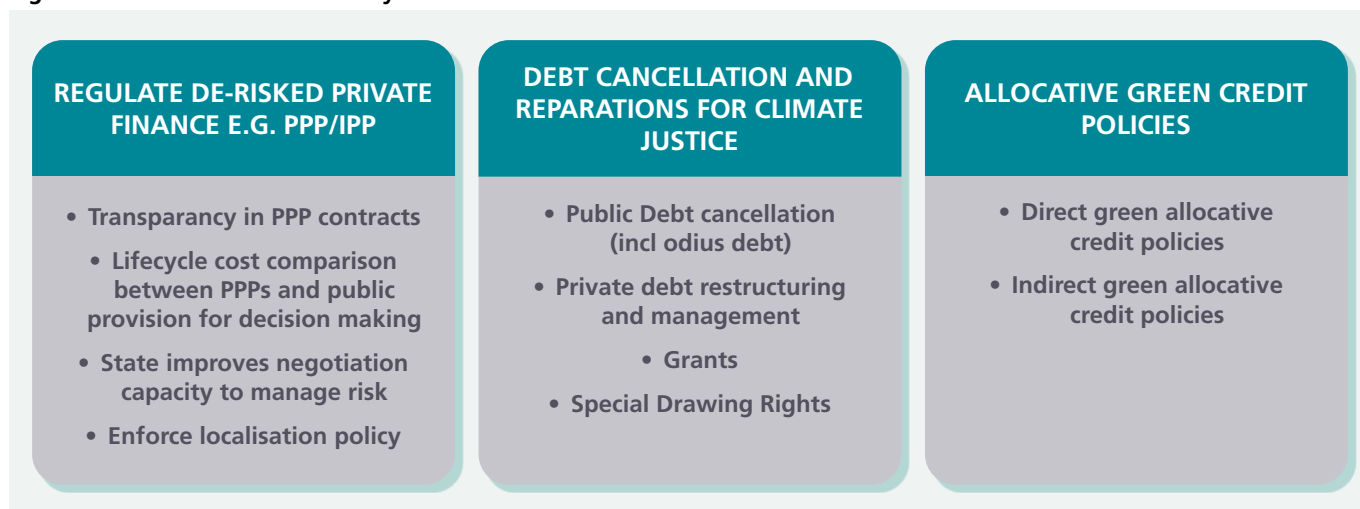 REGULATE DE-RISKED PRIVATE
FINANCE E.G. PPP/IPP
• Transparancy in PPP contracts
• Lifecycle cost comparison
between PPPs and public
provision for decision making
• State improves negotiation
capacity to manage risk
• Enforce localisation policy
DEBT CANCELLATION AND
REPARATIONS FOR CLIMATE
JUSTICE
• Public Debt cancellation
(incl odius debt)
• Private debt restructuring
and management
• Grants
• Special Drawing Rights
ALLOCATIVE GREEN CREDIT
POLICIES
• Direct green allocative
credit policies
• Indirect green allocative
credit policies